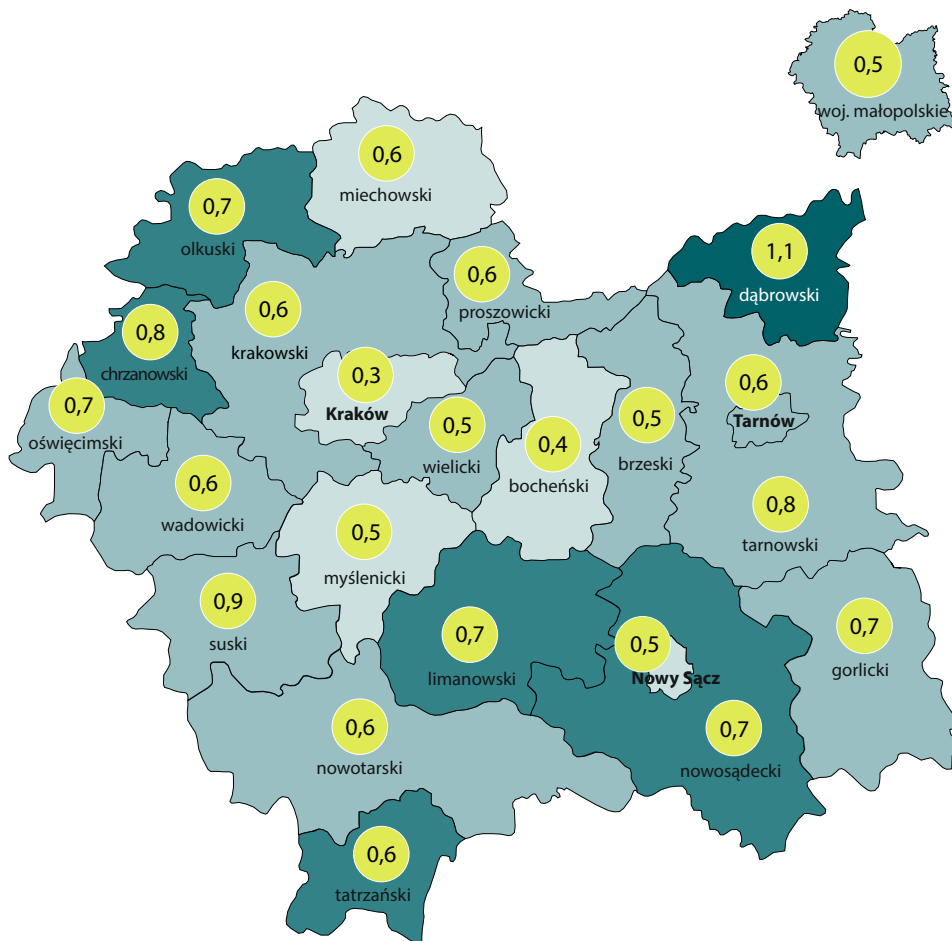 0,5
woj. małopolskie
0,6
miechowski
0,7
olkuski
1,1
dąbrowski
0,6
proszowicki
0,6
krakowski
0,8
chrzanowski
0,3
Kraków
0,6
Tarnów
0,7
oświęcimski
0,5
wielicki
0,4
bocheński
0,5
brzeski
0,6
wadowicki
0,5
myślenicki
0,8
tarnowski
0,9
suski
0,7
limanowski
0,5
Nowy Sącz
0,7
gorlicki
0,6
nowotarski
0,7
nowosądecki
0,6
tatrzański